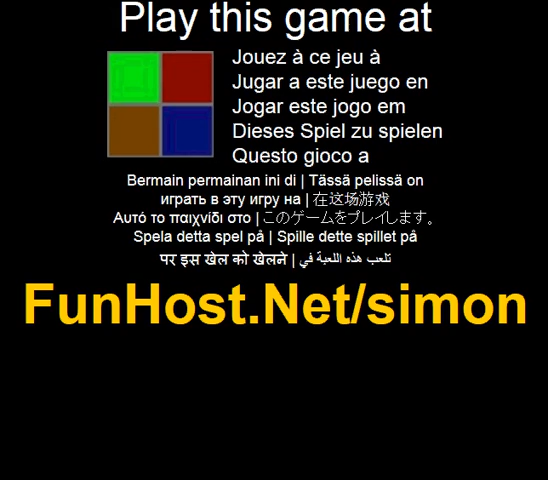 Play this game at
Jouez à ce jeu à
Jugar a este juego en
Jogar este jogo em
Dieses Spiel zu spielen
Questo gioco a
Bermain permainan ini di | Tässä pelissä on
играть в эту игру на | 在这场游戏
Αυτό το παιχνίδι στο | このゲームをプレイします。
Spela detta spel på | Spille dette spillet på
पर इस खेल को खेलने | تلعب هذه اللعبة في
FunHost.Net/simon